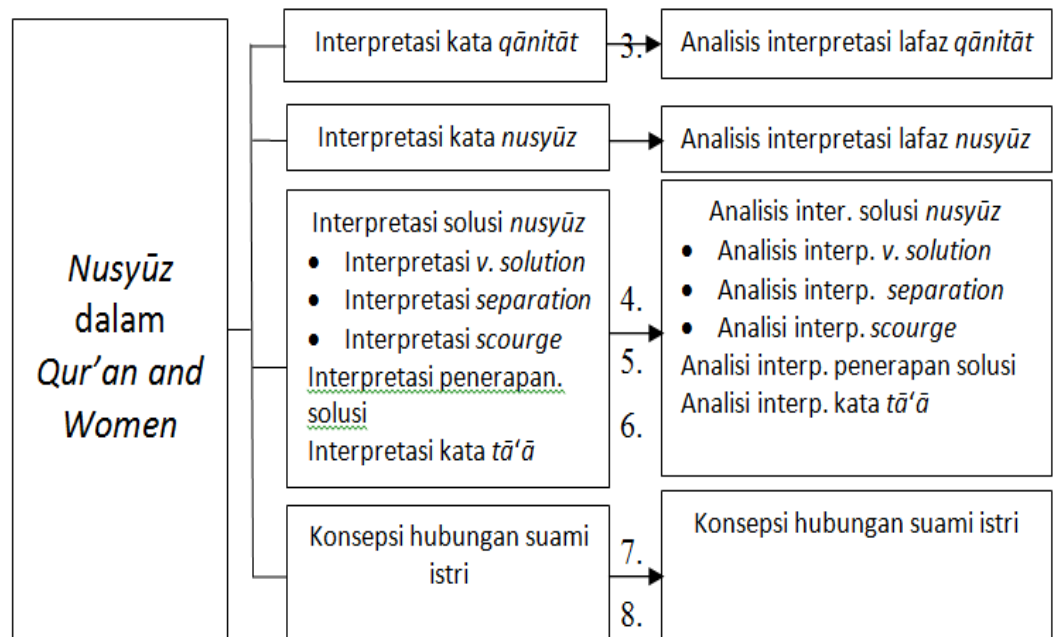 Nusyūz
dalam
Qur’an and
Women
Interpretasi kata qānitāt
3.
Analisis interpretasi lafaz qānitāt
Interpretasi kata nusyūz
Analisis interpretasi lafaz nusyūz
Interpretasi solusi nusyūz
• Interpretasi v. solution
• Interpretasi separation
• Interpretasi scourge
Interpretasi penerapan.
solusi
Interpretasi kata tā‘ā
4.
5.
6.
Analisis inter. solusi nusyūz
• Analisis interp. v. solution
• Analisis interp. separation
• Analisi interp. scourge
Analisi interp. penerapan solusi
Analisi interp. kata tā‘ā
Konsepsi hubungan suami
istri
7.
8.
Konsepsi hubungan suami istri